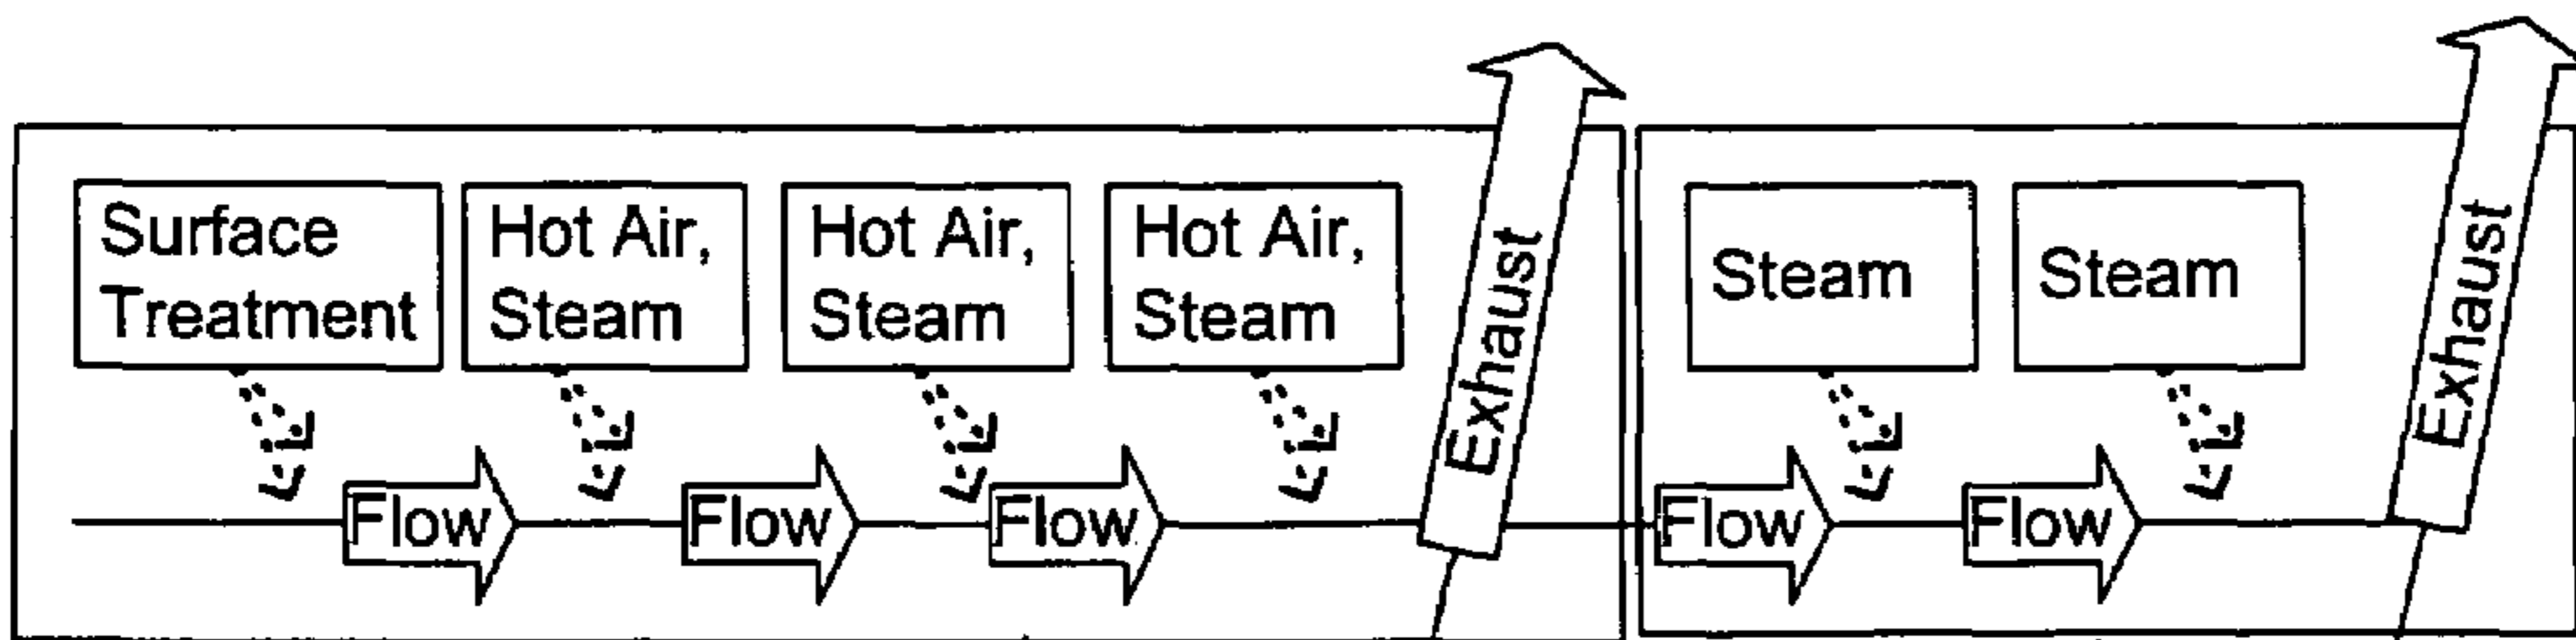 Surface
Treatment
Hot Air,
Steam
Hot Air,
Steam
Hot Air,
Steam
Exhaust
Steam
Steam
Exhaust
Flow
Flow
Flow
Flow
Flow